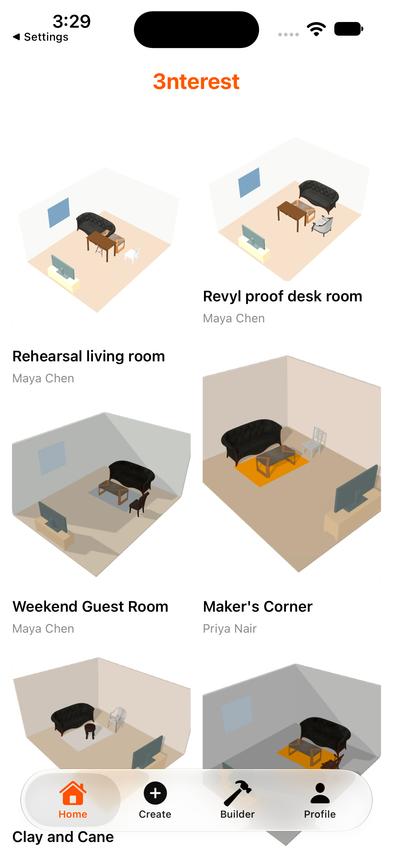 3:29
◀ Settings
3nterest
Revyl proof desk room
Maya Chen
Rehearsal living room
Maya Chen
Weekend Guest Room
Maya Chen
Maker's Corner
Priya Nair
Home
Create
Builder
Profile
Clay and Cane